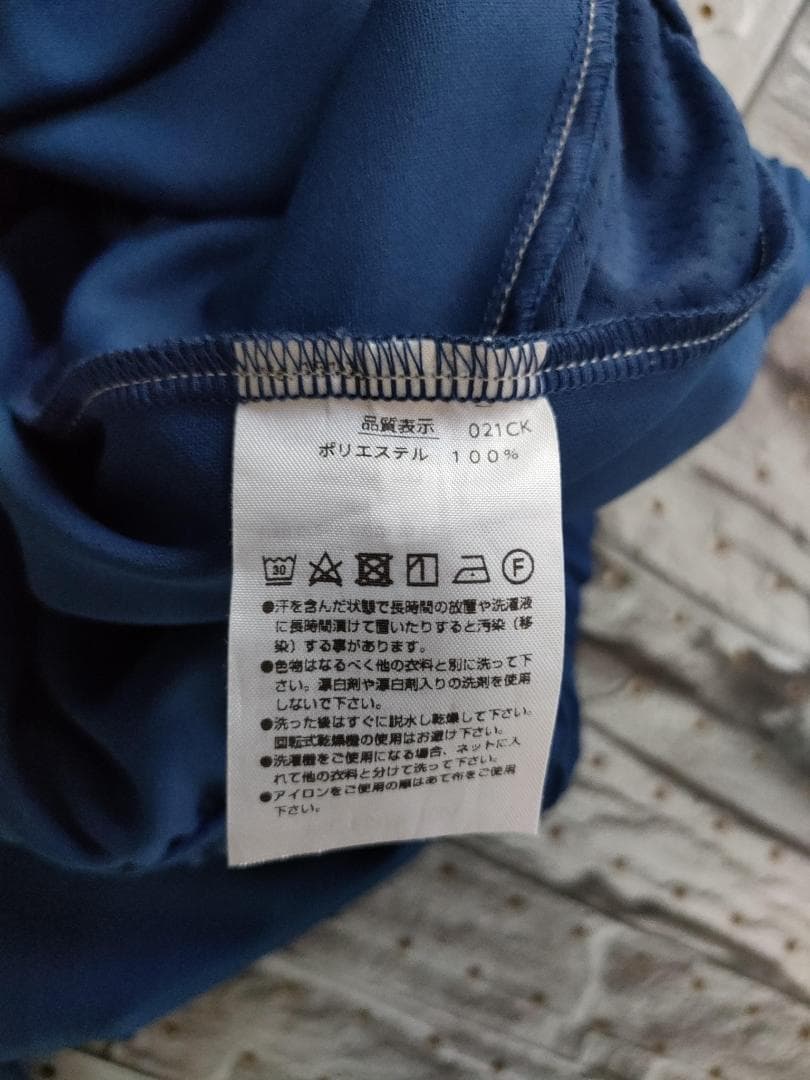 品質表示 021CK
ポリエステル 100%
30 F
●汗を含んだ状態で長時間の放置や洗濯液
に長時間漬けて置いたりすると汚染（移
染）する事があります。
●色物はなるべく他の衣料と別に洗って下
さい。漂白剤や漂白剤入りの洗剤を使用
しないで下さい。
●洗った後はすぐに脱水し乾燥して下さい。
回転式乾燥機の使用はお避け下さい。
●洗濯機をご使用になる場合、ネットに入
れて他の衣料と分けて洗って下さい。
●アイロンをご使用の際はあて布をご使用
下さい。